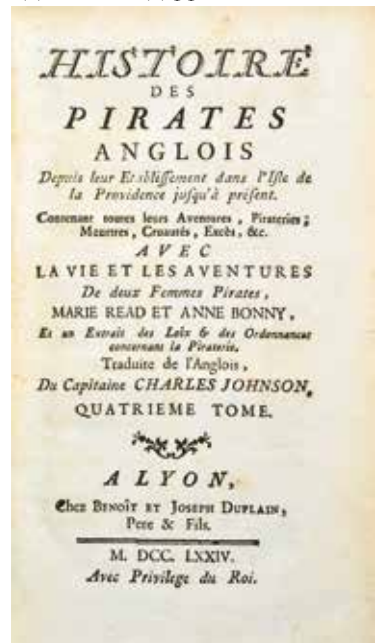 HISTOIRE
DES
PIRATES
ANGLOIS
Depuis leur Etablissement dans l'Isle de
la Providence jusqu'à présent.
Contenant toutes leurs Aventures, Pirateries;
Meurtres, Cruautés, Excès, &c.
AVEC
LA VIE ET LES AVENTURES
De deux Femmes Pirates,
MARIE READ ET ANNE BONNY,
Et un Extrait des Loix & des Ordonnances
concernant la Piraterie.
Traduite de l'Anglois,
Du Capitaine CHARLES JOHNSON,
QUATRIEME TOME.
A LYON,
Chez BENOÎT ET JOSEPH DUPLAIN,
Pere & Fils.
M. DCC. LXXIV.
Avec Privilege du Roi.